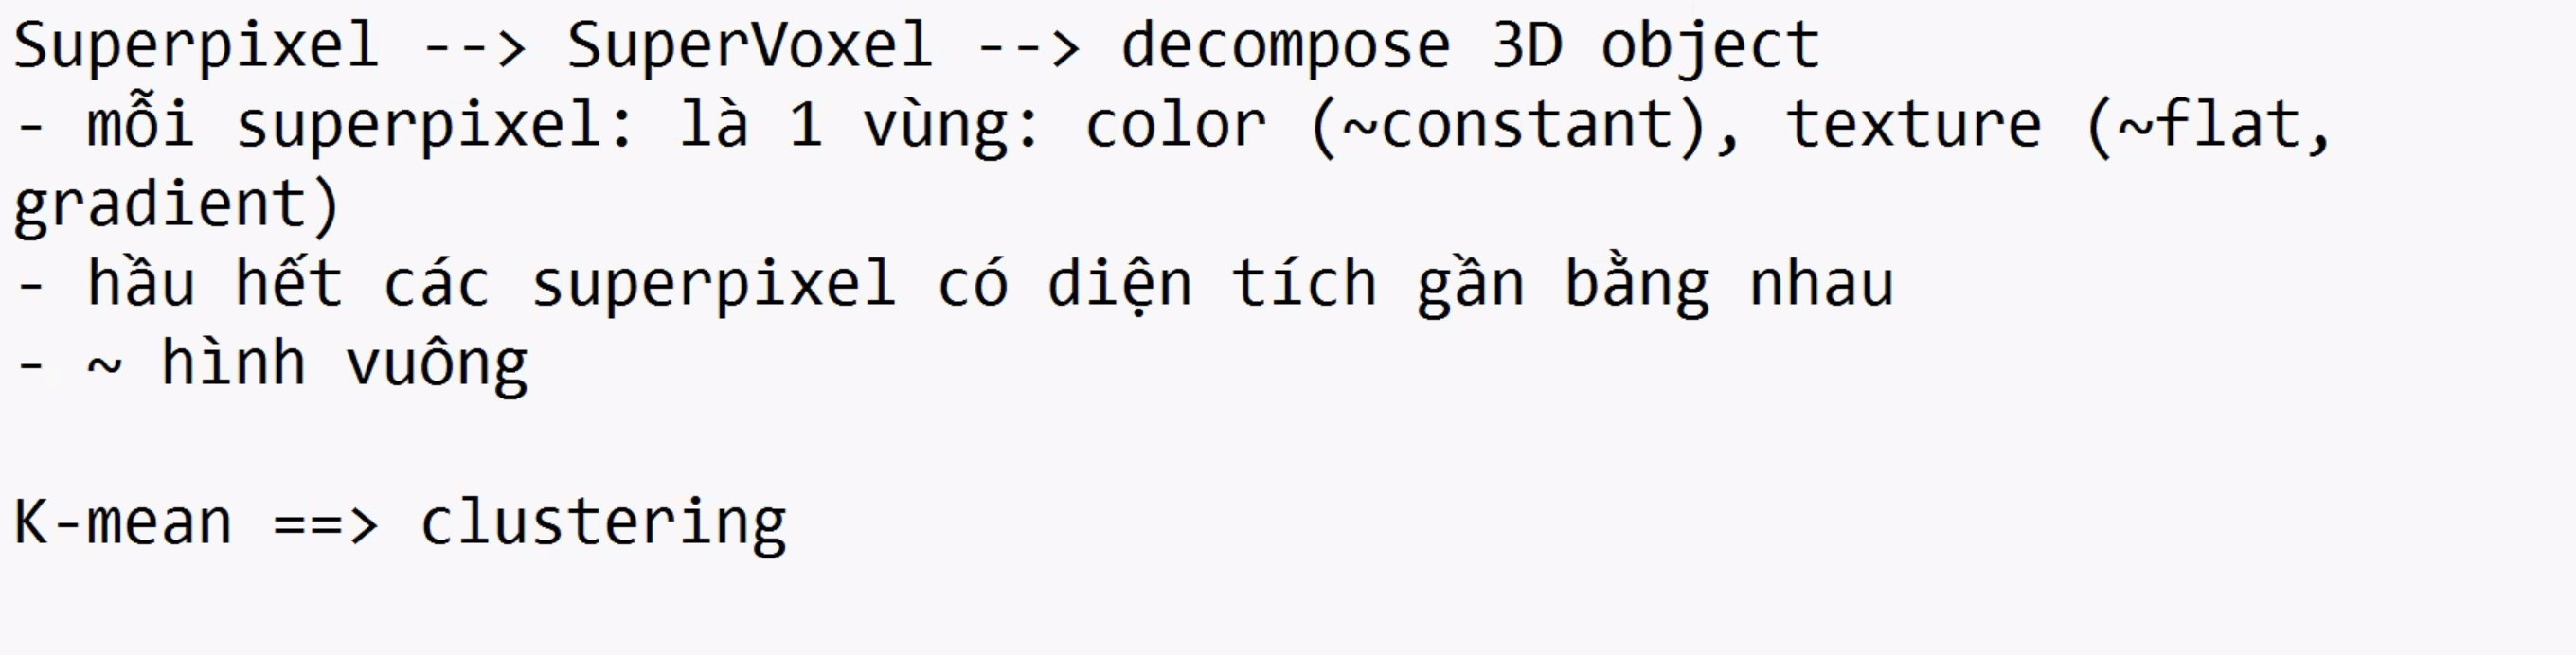 Superpixel --> SuperVoxel --> decompose 3D object
- mỗi superpixel: là 1 vùng: color (~constant), texture (~flat,
gradient)
- hầu hết các superpixel có diện tích gần bằng nhau
- ~ hình vuông
K-mean ==> clustering